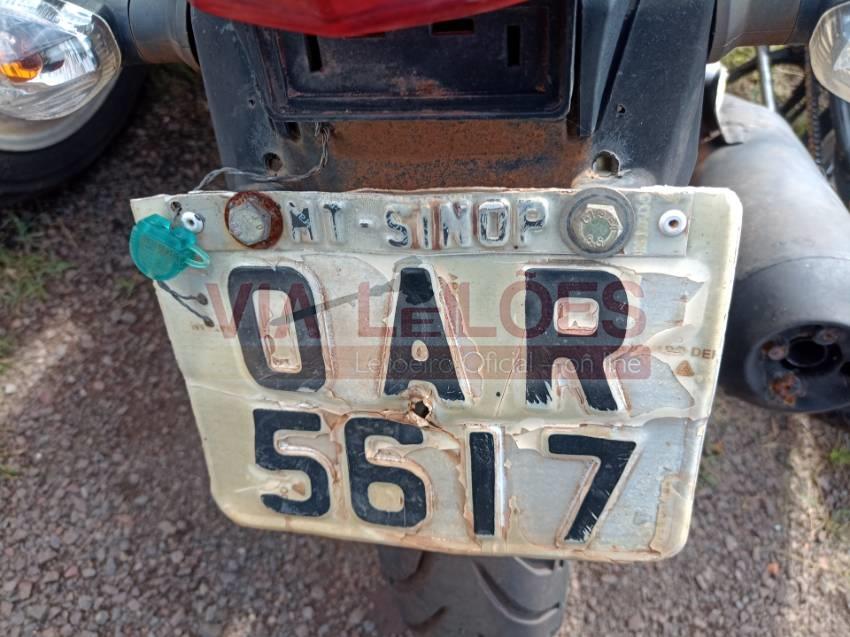 MT-SINOP
OAR
VIA LEILÕES
Leiloeiro Oficial - online
5617